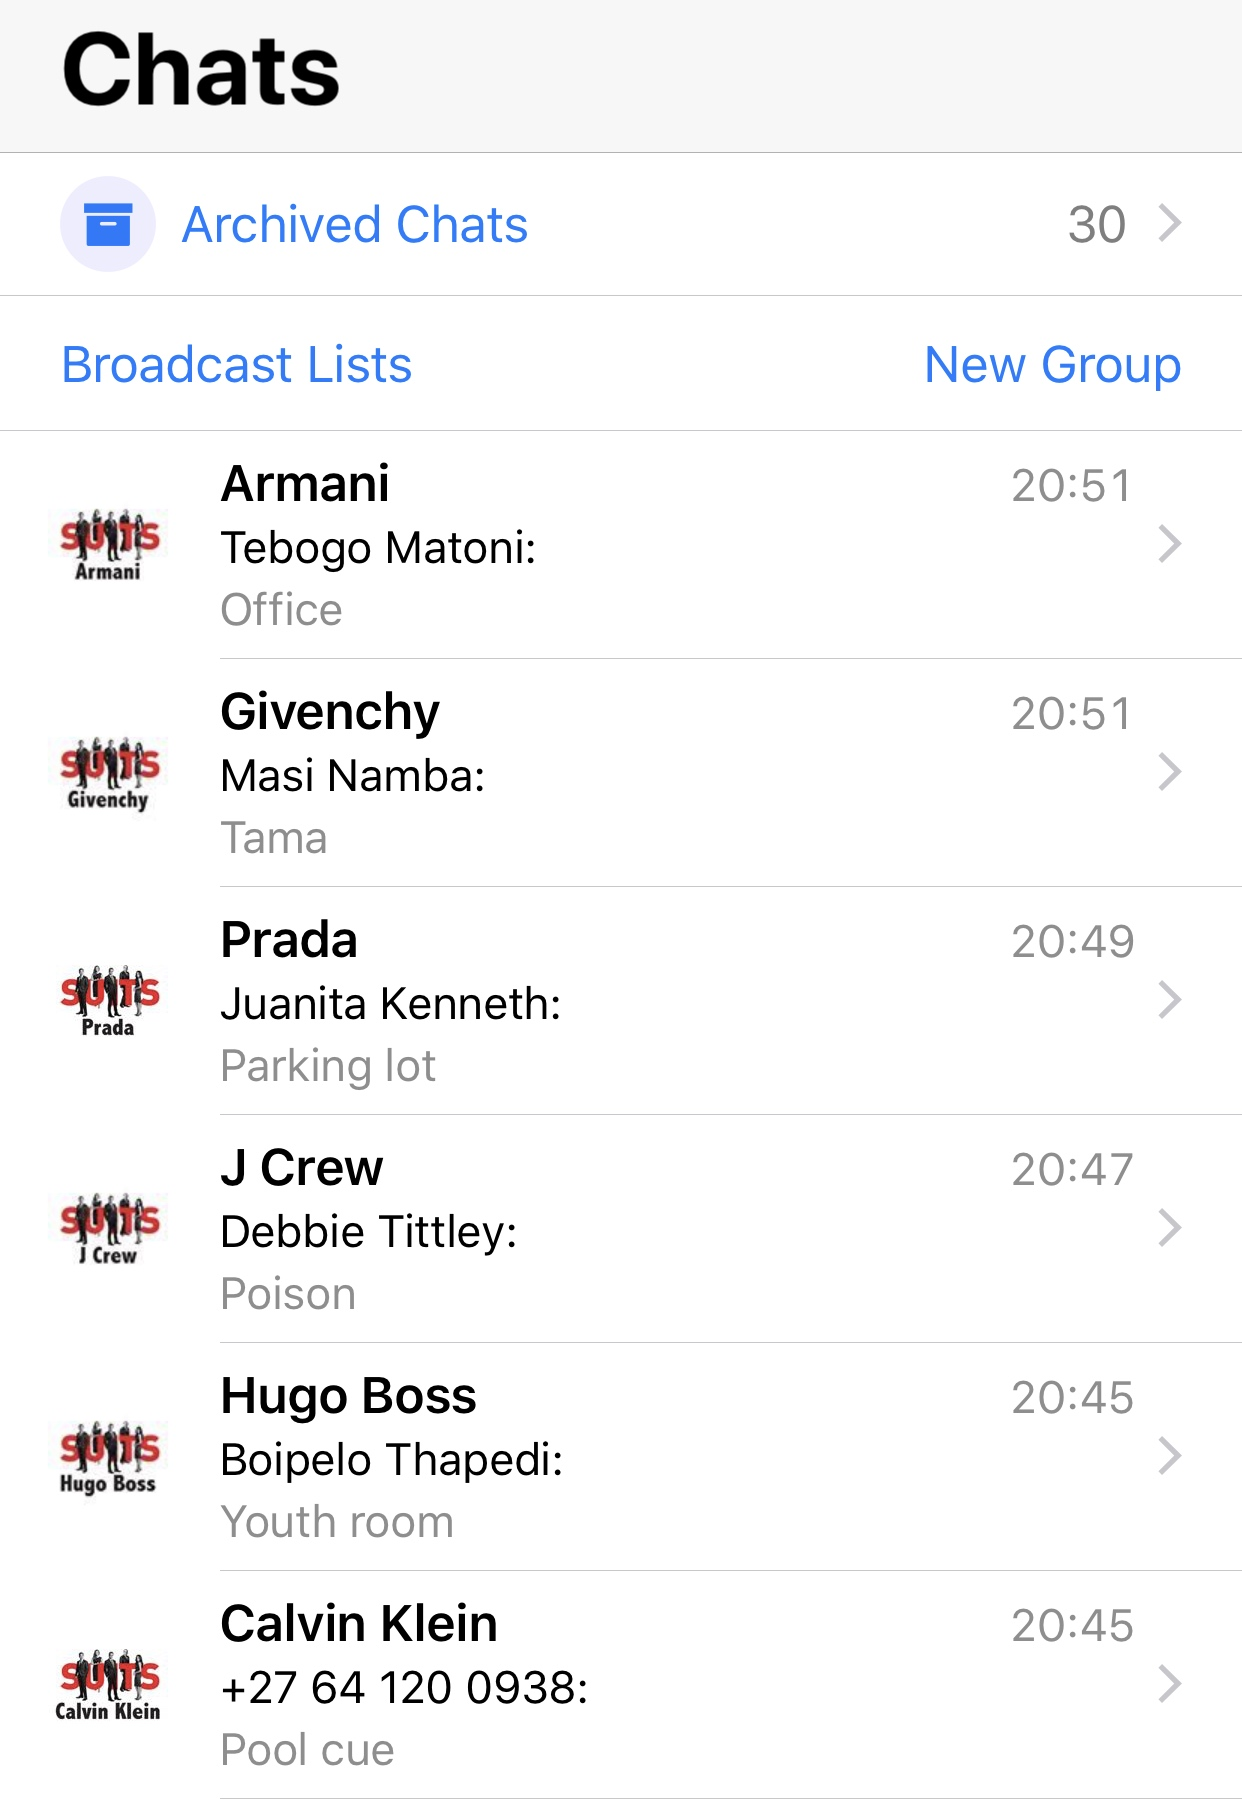 Chats
Archived Chats 30
Broadcast Lists New Group
SUITS
Armani
Armani 20:51
Tebogo Matoni:
Office
SUITS
Givenchy
Givenchy 20:51
Masi Namba:
Tama
SUITS
Prada
Prada 20:49
Juanita Kenneth:
Parking lot
SUITS
J Crew
J Crew 20:47
Debbie Tittley:
Poison
SUITS
Hugo Boss
Hugo Boss 20:45
Boipelo Thapedi:
Youth room
SUITS
Calvin Klein
Calvin Klein 20:45
+27 64 120 0938:
Pool cue